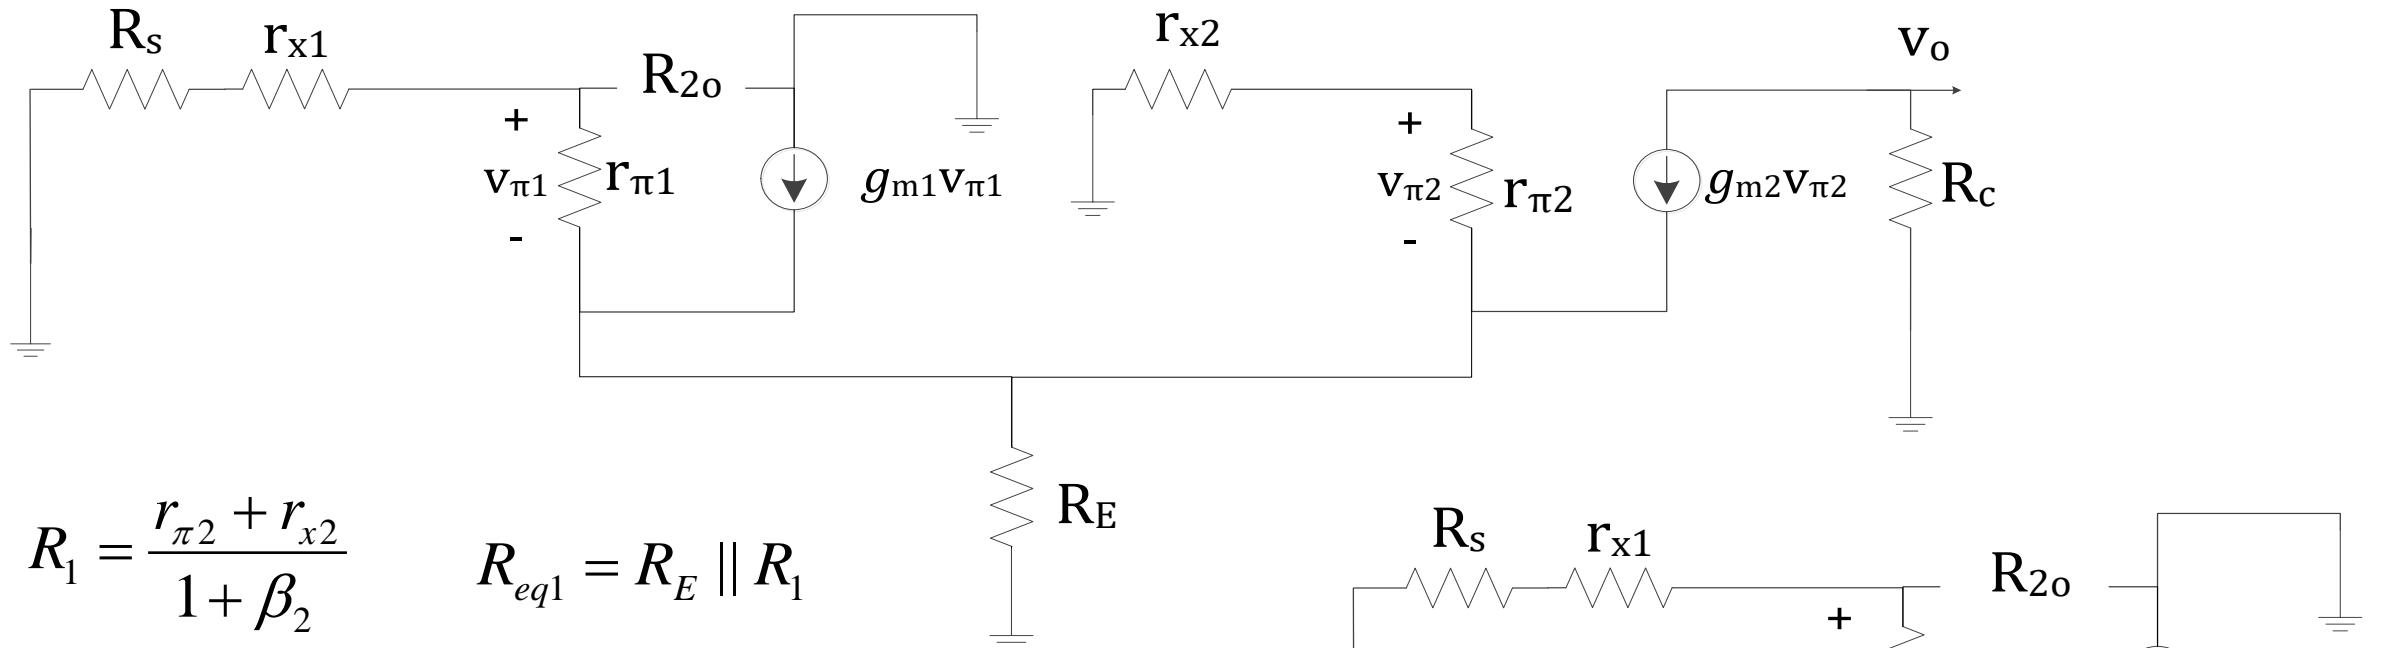 Rs rx1 R2o rx2 vo
+ vπ1 - rπ1 gm1vπ1 + vπ2 - rπ2 gm2vπ2 Rc
RE
R1 = (rπ2 + rx2) / (1 + β2)
Req1 = RE || R1
Rs rx1 R2o
+